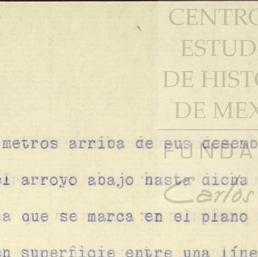 CENTRO
ESTUD
DE HISTO
DE MEX
FUNDA
Carlos
metros arriba de sus desemb
el arroyo abajo hasta dicha
a que se marca en el plano
en superficie entre una líne